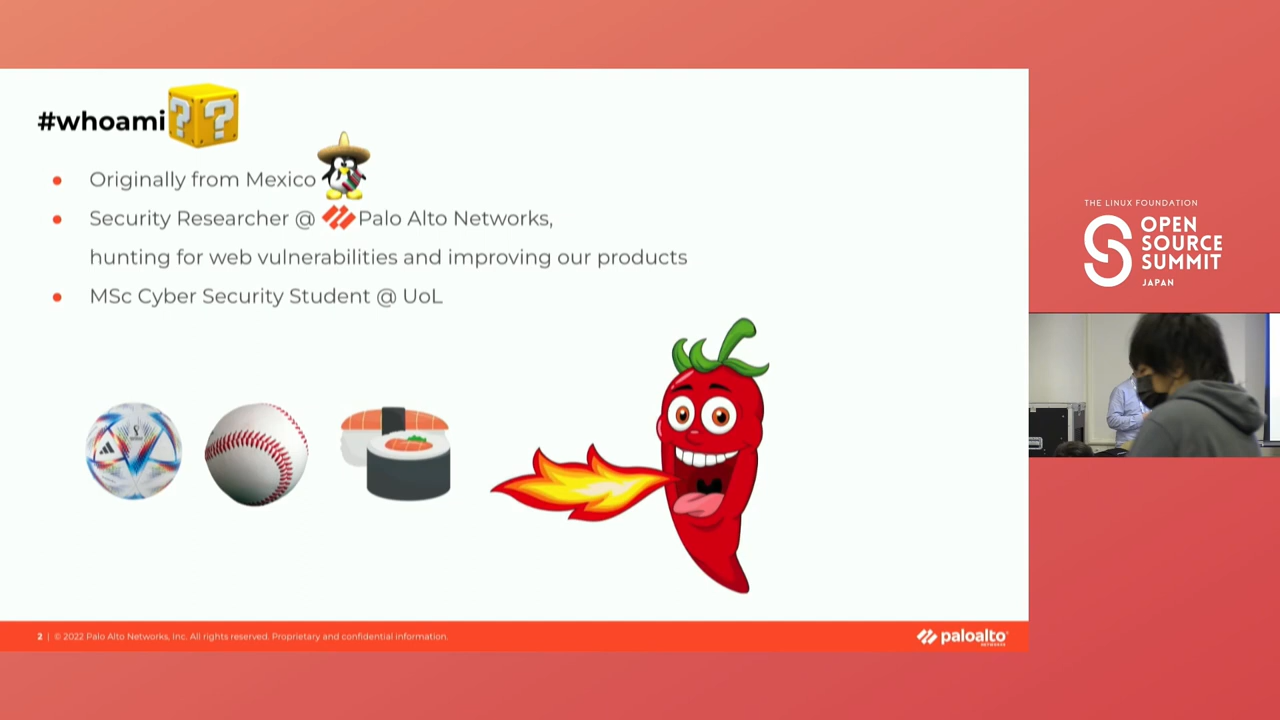 #whoami
Originally from Mexico
Security Researcher @ Palo Alto Networks,
hunting for web vulnerabilities and improving our products
MSc Cyber Security Student @ UoL
2 | © 2022 Palo Alto Networks, Inc. All rights reserved. Proprietary and confidential information.
paloalto
NETWORKS
THE LINUX FOUNDATION
OPEN
SOURCE
SUMMIT
JAPAN